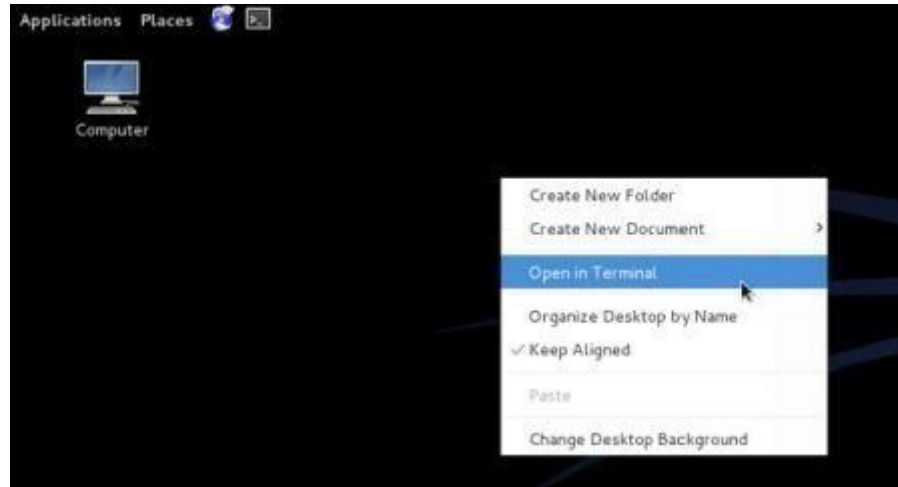 Applications Places
Computer
Create New Folder
Create New Document
Open in Terminal
Organize Desktop by Name
Keep Aligned
Paste
Change Desktop Background